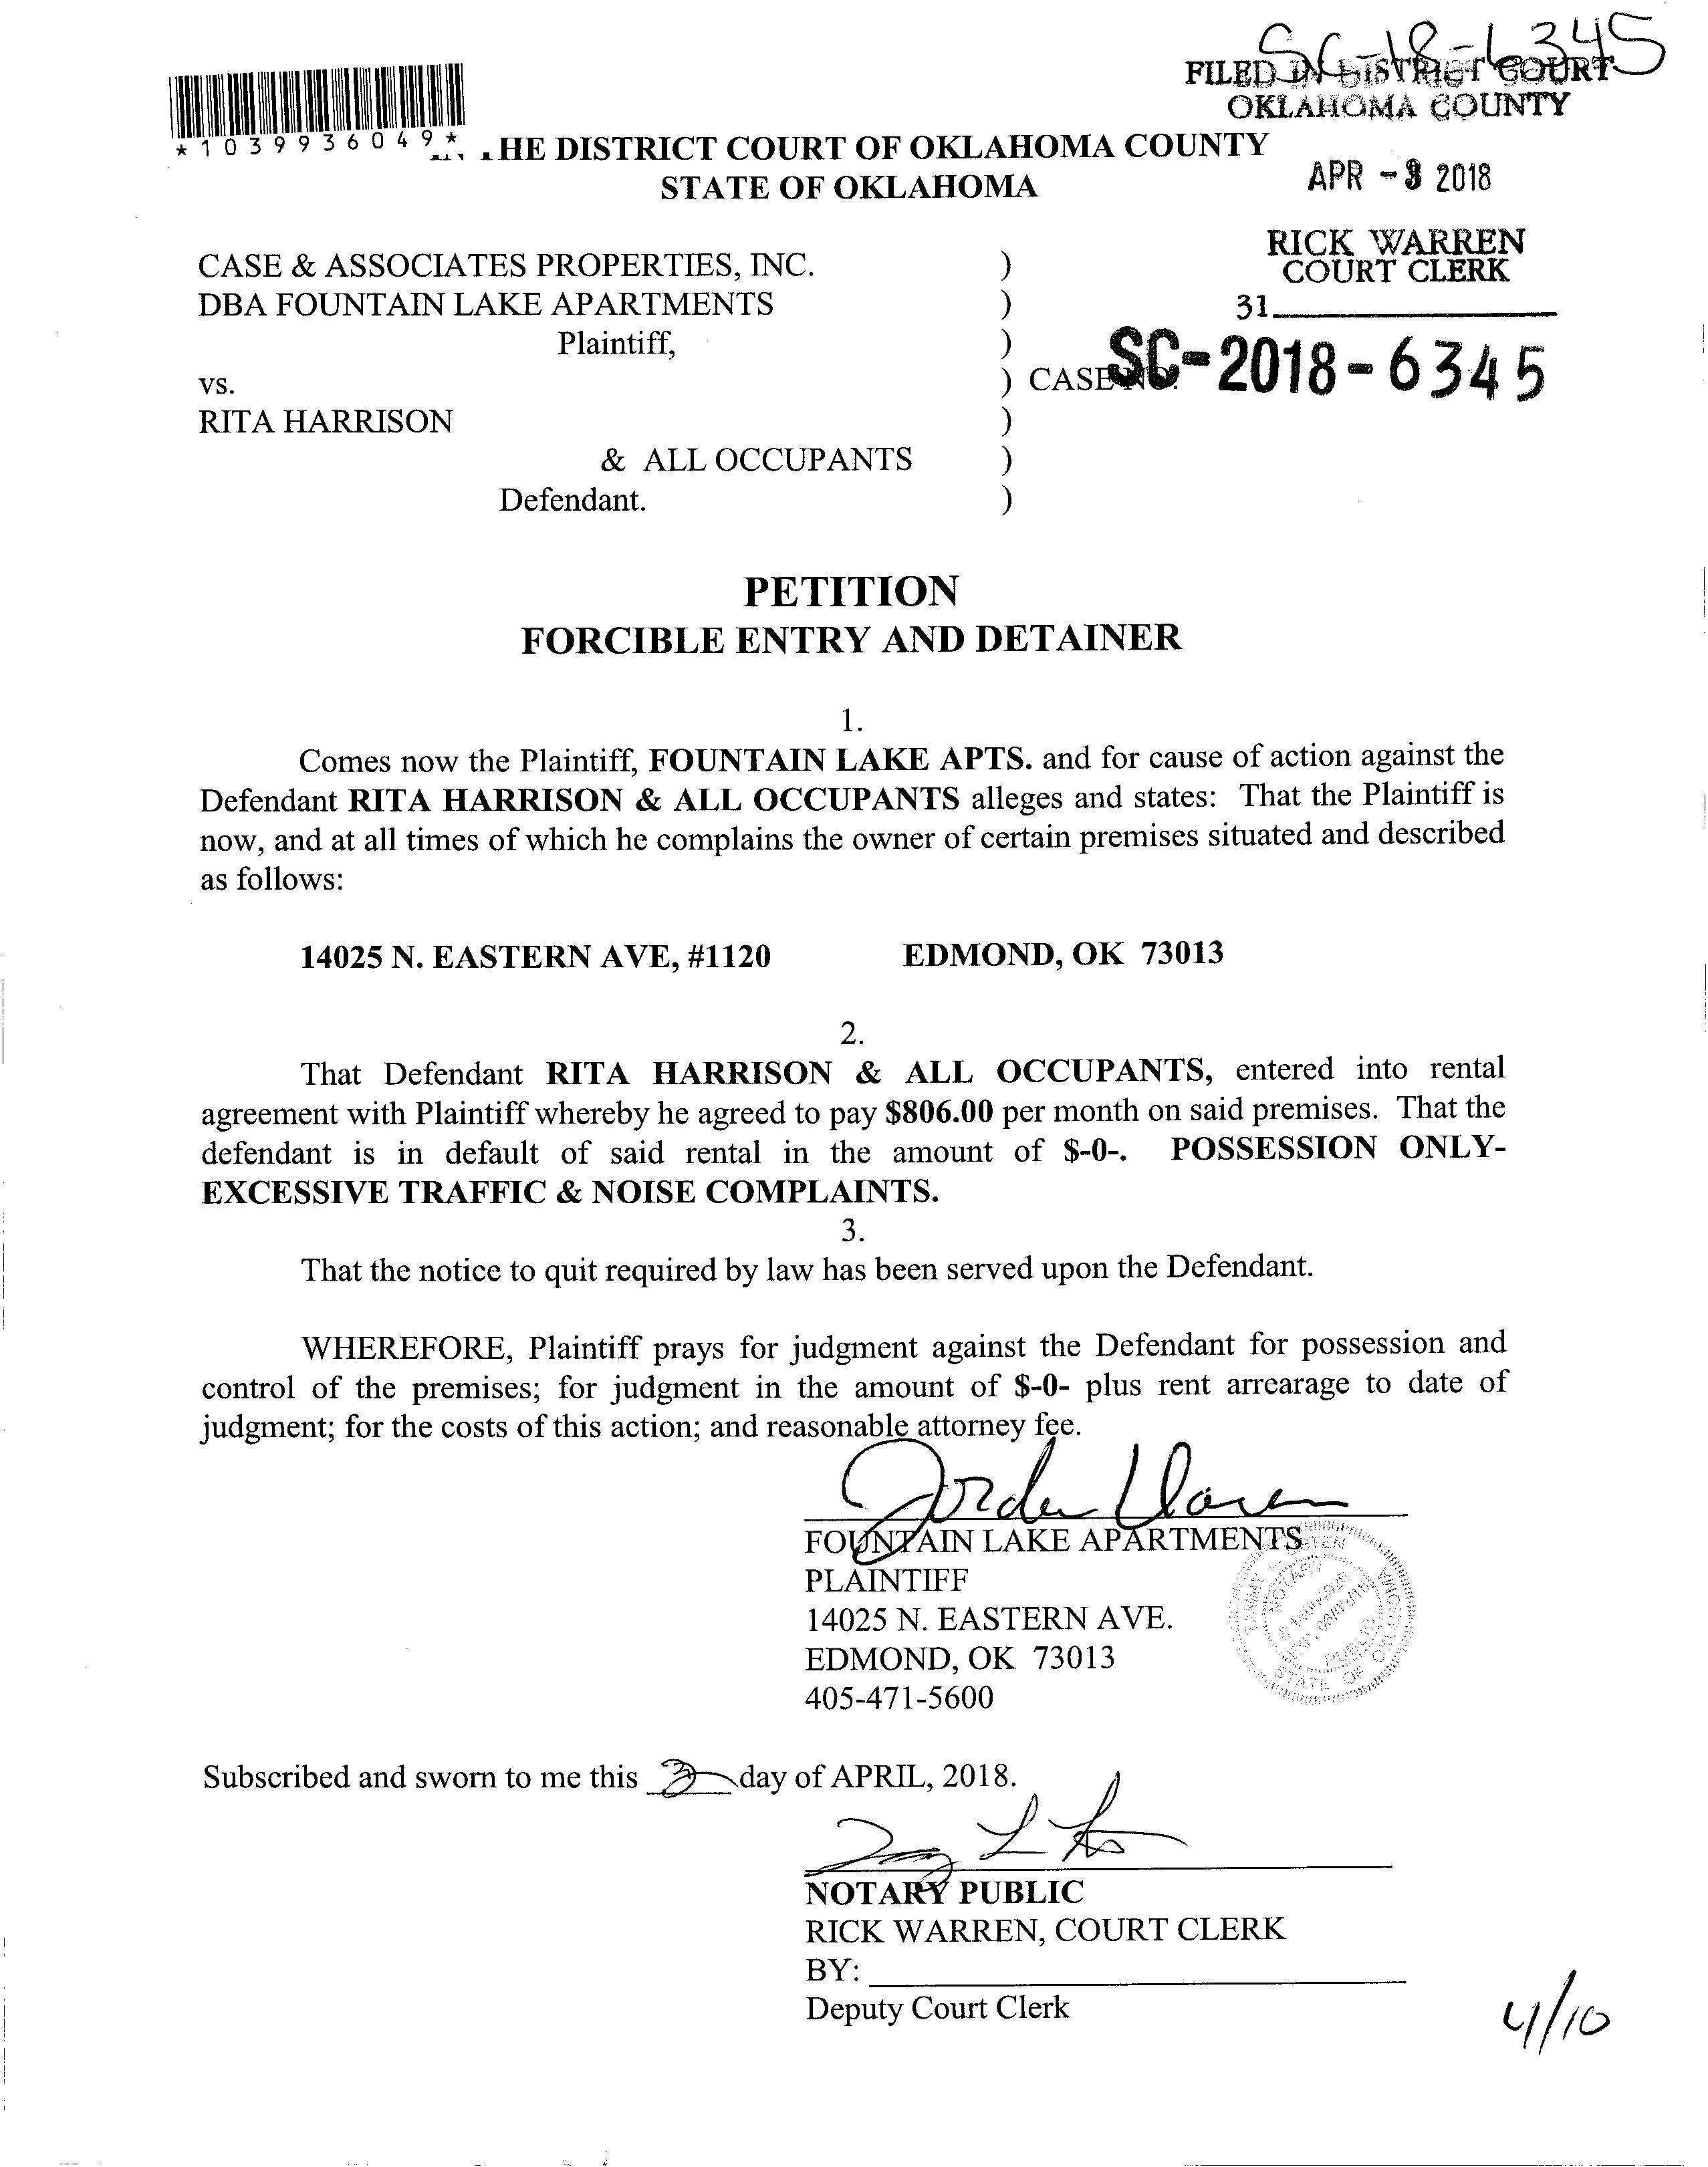 SC-18-6345
FILED IN DISTRICT COURT
OKLAHOMA COUNTY
*1039936049*
HE DISTRICT COURT OF OKLAHOMA COUNTY
STATE OF OKLAHOMA
APR -3 2018
RICK WARREN
COURT CLERK
31
CASE & ASSOCIATES PROPERTIES, INC. )
DBA FOUNTAIN LAKE APARTMENTS )
Plaintiff, )
vs. ) CASE NO. SC-2018-6345
RITA HARRISON )
& ALL OCCUPANTS )
Defendant. )
PETITION
FORCIBLE ENTRY AND DETAINER
1.
Comes now the Plaintiff, FOUNTAIN LAKE APTS. and for cause of action against the
Defendant RITA HARRISON & ALL OCCUPANTS alleges and states: That the Plaintiff is
now, and at all times of which he complains the owner of certain premises situated and described
as follows:
14025 N. EASTERN AVE, #1120 EDMOND, OK 73013
2.
That Defendant RITA HARRISON & ALL OCCUPANTS, entered into rental
agreement with Plaintiff whereby he agreed to pay $806.00 per month on said premises. That the
defendant is in default of said rental in the amount of $-0-. POSSESSION ONLY-
EXCESSIVE TRAFFIC & NOISE COMPLAINTS.
3.
That the notice to quit required by law has been served upon the Defendant.
WHEREFORE, Plaintiff prays for judgment against the Defendant for possession and
control of the premises; for judgment in the amount of $-0- plus rent arrearage to date of
judgment; for the costs of this action; and reasonable attorney fee.
FOUNTAIN LAKE APARTMENTS
PLAINTIFF
14025 N. EASTERN AVE.
EDMOND, OK 73013
405-471-5600
NOTARY
PUBLIC
STATE OF OKLAHOMA
Subscribed and sworn to me this 3 day of APRIL, 2018.
NOTARY PUBLIC
RICK WARREN, COURT CLERK
BY:
Deputy Court Clerk
4/10